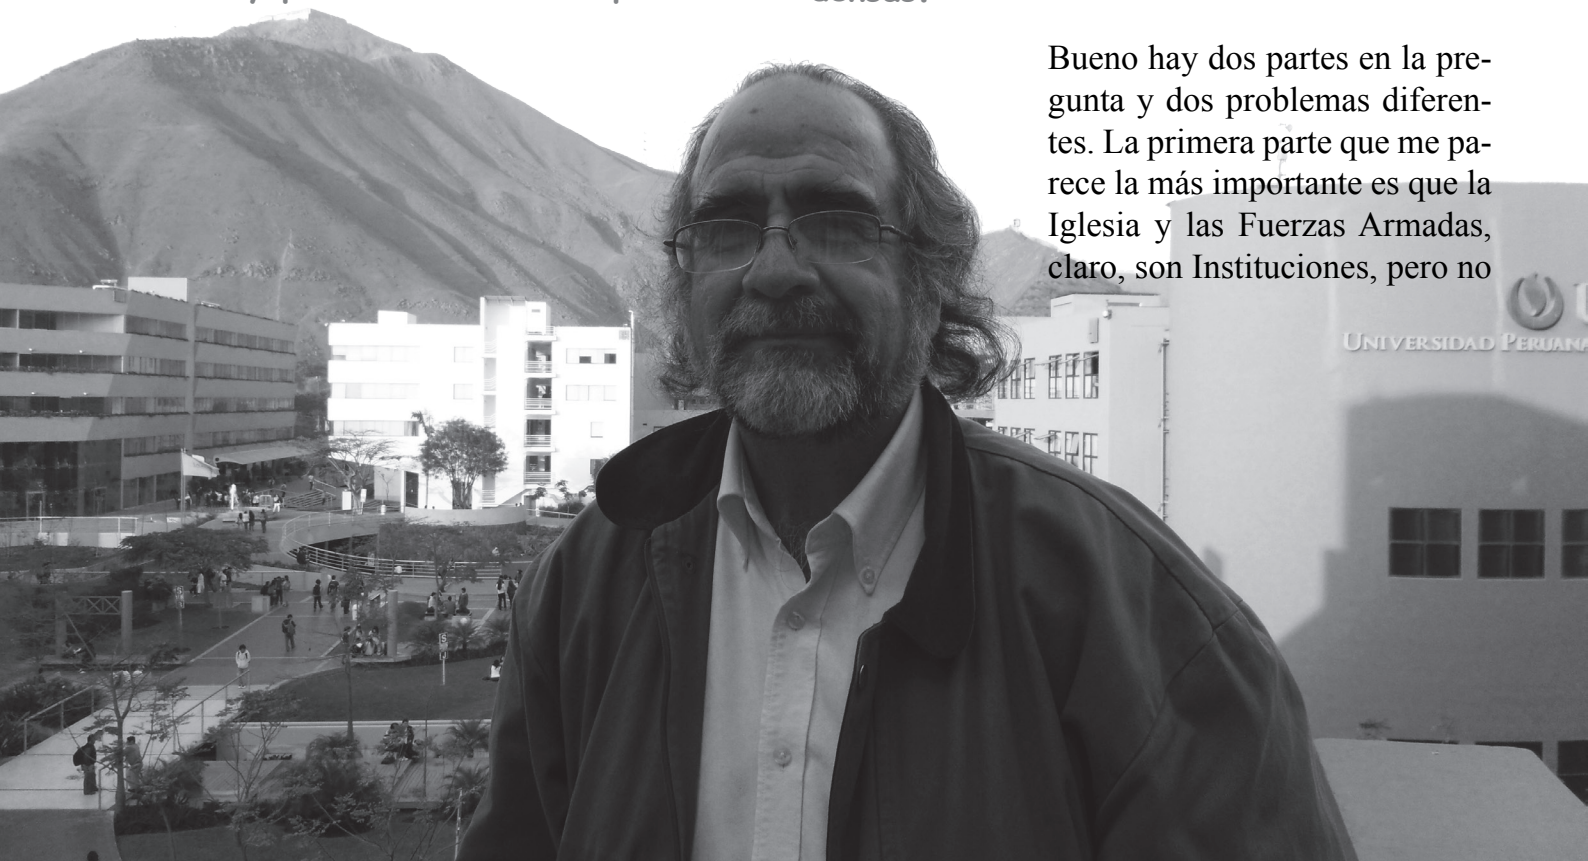 Bueno hay dos partes en la pre-
gunta y dos problemas diferen-
tes. La primera parte que me pa-
rece la más importante es que la
Iglesia y las Fuerzas Armadas,
claro, son Instituciones, pero no
UNIVERSIDAD PERUANA